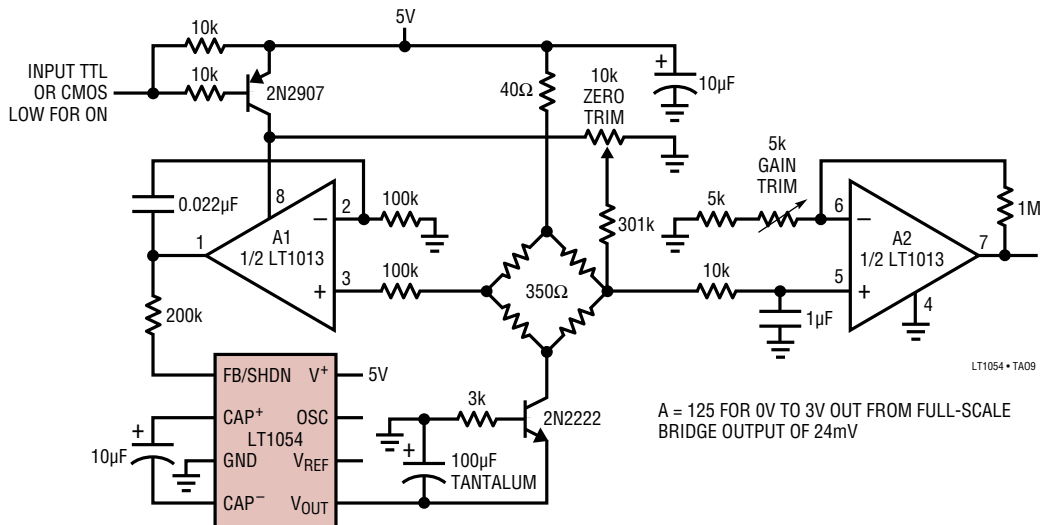 5V
10k
10k
INPUT TTL
OR CMOS
LOW FOR ON
2N2907
40Ω
10k
ZERO
TRIM
+
10µF
0.022µF
8
2
−
100k
1
A1
1/2 LT1013
+
3
100k
301k
5k
GAIN
TRIM
5k
6
−
1M
A2
1/2 LT1013
7
350Ω
10k
5
+
4
1µF
200k
LT1054 • TA09
FB/SHDN
V+
5V
CAP+
OSC
LT1054
+
10µF
GND
VREF
CAP−
VOUT
3k
2N2222
+
100µF
TANTALUM
A = 125 FOR 0V TO 3V OUT FROM FULL-SCALE
BRIDGE OUTPUT OF 24mV